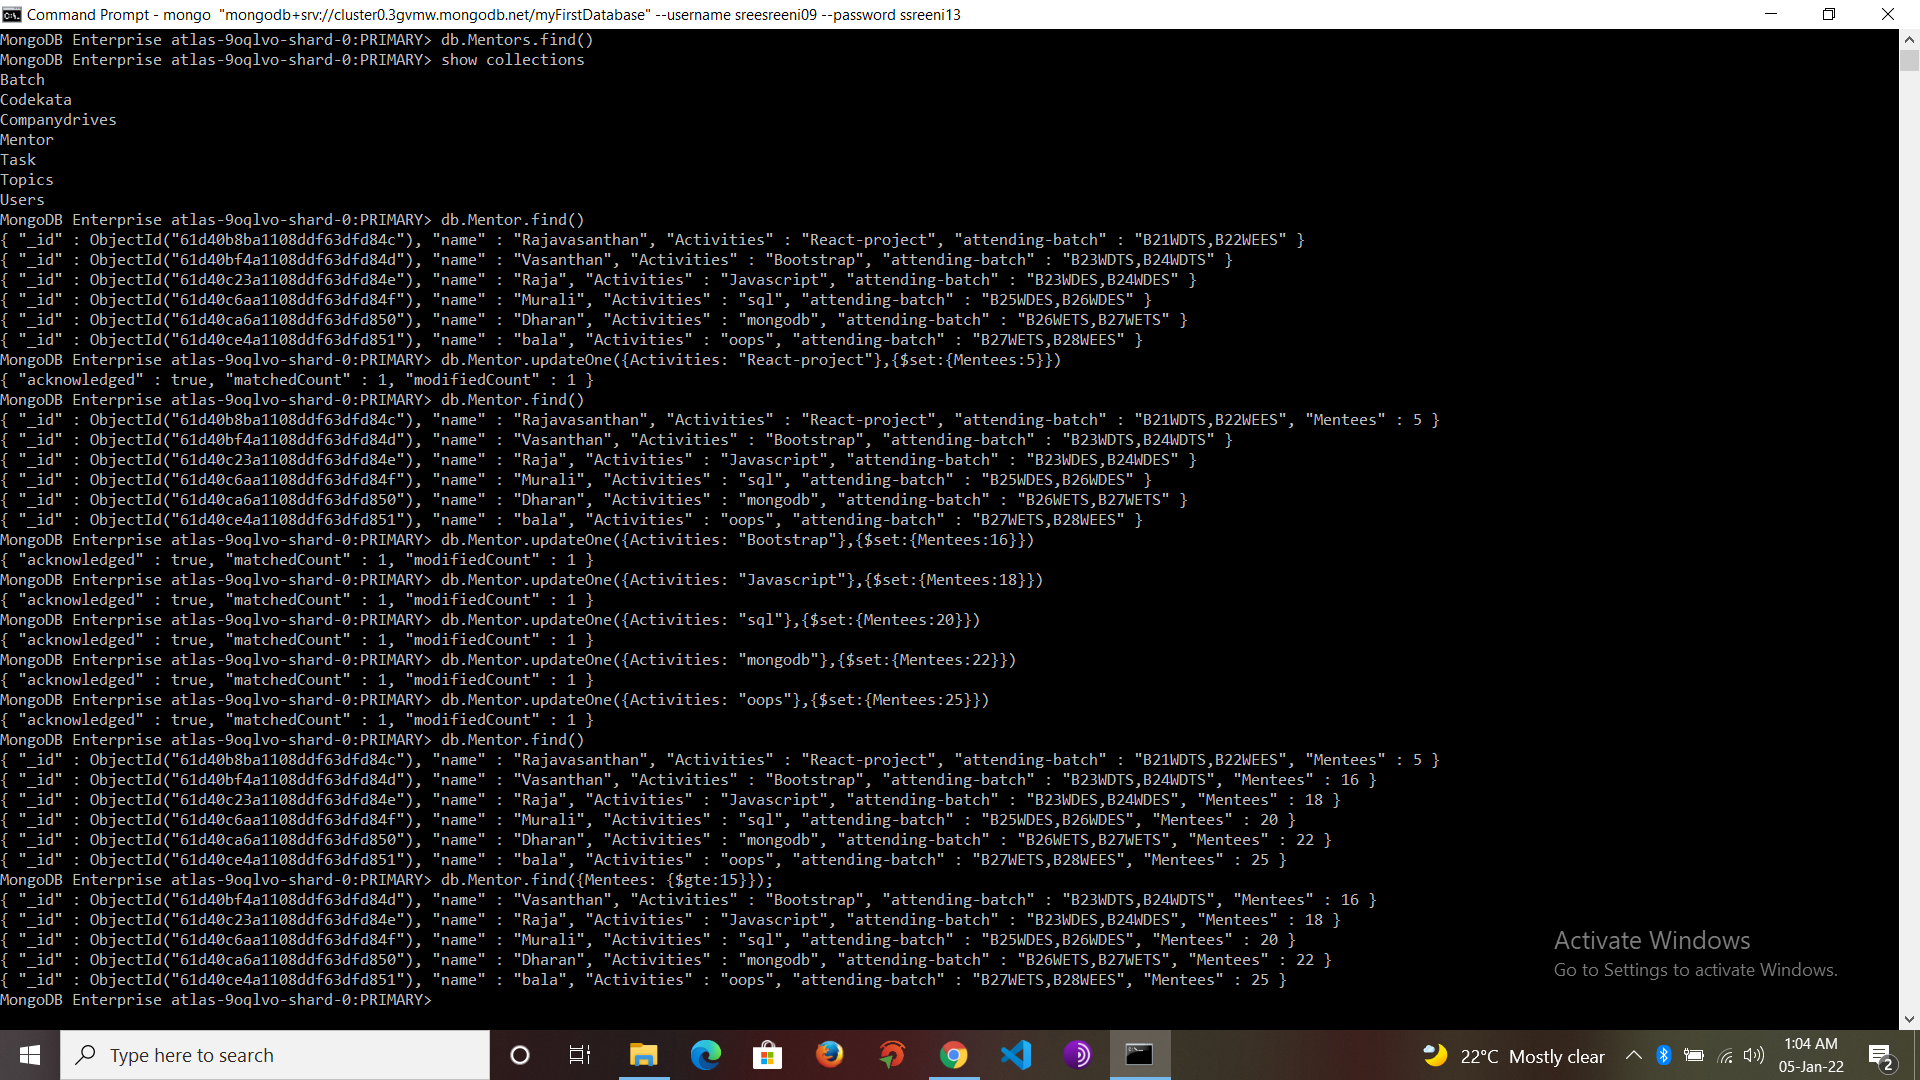 Command Prompt - mongo  "mongodb+srv://cluster0.3gvmw.mongodb.net/myFirstDatabase" --username sreesreeni09 --password ssreeni13
MongoDB Enterprise atlas-9oqlvo-shard-0:PRIMARY> db.Mentors.find()
MongoDB Enterprise atlas-9oqlvo-shard-0:PRIMARY> show collections
Batch
Codekata
Companydrives
Mentor
Task
Topics
Users
MongoDB Enterprise atlas-9oqlvo-shard-0:PRIMARY> db.Mentor.find()
{ "_id" : ObjectId("61d40b8ba1108ddf63dfd84c"), "name" : "Rajavasanthan", "Activities" : "React-project", "attending-batch" : "B21WDTS,B22WEES" }
{ "_id" : ObjectId("61d40bf4a1108ddf63dfd84d"), "name" : "Vasanthan", "Activities" : "Bootstrap", "attending-batch" : "B23WDTS,B24WDTS" }
{ "_id" : ObjectId("61d40c23a1108ddf63dfd84e"), "name" : "Raja", "Activities" : "Javascript", "attending-batch" : "B23WDES,B24WDES" }
{ "_id" : ObjectId("61d40c6aa1108ddf63dfd84f"), "name" : "Murali", "Activities" : "sql", "attending-batch" : "B25WDES,B26WDES" }
{ "_id" : ObjectId("61d40ca6a1108ddf63dfd850"), "name" : "Dharan", "Activities" : "mongodb", "attending-batch" : "B26WETS,B27WETS" }
{ "_id" : ObjectId("61d40ce4a1108ddf63dfd851"), "name" : "bala", "Activities" : "oops", "attending-batch" : "B27WETS,B28WEES" }
MongoDB Enterprise atlas-9oqlvo-shard-0:PRIMARY> db.Mentor.updateOne({Activities: "React-project"},{$set:{Mentees:5}})
{ "acknowledged" : true, "matchedCount" : 1, "modifiedCount" : 1 }
MongoDB Enterprise atlas-9oqlvo-shard-0:PRIMARY> db.Mentor.find()
{ "_id" : ObjectId("61d40b8ba1108ddf63dfd84c"), "name" : "Rajavasanthan", "Activities" : "React-project", "attending-batch" : "B21WDTS,B22WEES", "Mentees" : 5 }
{ "_id" : ObjectId("61d40bf4a1108ddf63dfd84d"), "name" : "Vasanthan", "Activities" : "Bootstrap", "attending-batch" : "B23WDTS,B24WDTS" }
{ "_id" : ObjectId("61d40c23a1108ddf63dfd84e"), "name" : "Raja", "Activities" : "Javascript", "attending-batch" : "B23WDES,B24WDES" }
{ "_id" : ObjectId("61d40c6aa1108ddf63dfd84f"), "name" : "Murali", "Activities" : "sql", "attending-batch" : "B25WDES,B26WDES" }
{ "_id" : ObjectId("61d40ca6a1108ddf63dfd850"), "name" : "Dharan", "Activities" : "mongodb", "attending-batch" : "B26WETS,B27WETS" }
{ "_id" : ObjectId("61d40ce4a1108ddf63dfd851"), "name" : "bala", "Activities" : "oops", "attending-batch" : "B27WETS,B28WEES" }
MongoDB Enterprise atlas-9oqlvo-shard-0:PRIMARY> db.Mentor.updateOne({Activities: "Bootstrap"},{$set:{Mentees:16}})
{ "acknowledged" : true, "matchedCount" : 1, "modifiedCount" : 1 }
MongoDB Enterprise atlas-9oqlvo-shard-0:PRIMARY> db.Mentor.updateOne({Activities: "Javascript"},{$set:{Mentees:18}})
{ "acknowledged" : true, "matchedCount" : 1, "modifiedCount" : 1 }
MongoDB Enterprise atlas-9oqlvo-shard-0:PRIMARY> db.Mentor.updateOne({Activities: "sql"},{$set:{Mentees:20}})
{ "acknowledged" : true, "matchedCount" : 1, "modifiedCount" : 1 }
MongoDB Enterprise atlas-9oqlvo-shard-0:PRIMARY> db.Mentor.updateOne({Activities: "mongodb"},{$set:{Mentees:22}})
{ "acknowledged" : true, "matchedCount" : 1, "modifiedCount" : 1 }
MongoDB Enterprise atlas-9oqlvo-shard-0:PRIMARY> db.Mentor.updateOne({Activities: "oops"},{$set:{Mentees:25}})
{ "acknowledged" : true, "matchedCount" : 1, "modifiedCount" : 1 }
MongoDB Enterprise atlas-9oqlvo-shard-0:PRIMARY> db.Mentor.find()
{ "_id" : ObjectId("61d40b8ba1108ddf63dfd84c"), "name" : "Rajavasanthan", "Activities" : "React-project", "attending-batch" : "B21WDTS,B22WEES", "Mentees" : 5 }
{ "_id" : ObjectId("61d40bf4a1108ddf63dfd84d"), "name" : "Vasanthan", "Activities" : "Bootstrap", "attending-batch" : "B23WDTS,B24WDTS", "Mentees" : 16 }
{ "_id" : ObjectId("61d40c23a1108ddf63dfd84e"), "name" : "Raja", "Activities" : "Javascript", "attending-batch" : "B23WDES,B24WDES", "Mentees" : 18 }
{ "_id" : ObjectId("61d40c6aa1108ddf63dfd84f"), "name" : "Murali", "Activities" : "sql", "attending-batch" : "B25WDES,B26WDES", "Mentees" : 20 }
{ "_id" : ObjectId("61d40ca6a1108ddf63dfd850"), "name" : "Dharan", "Activities" : "mongodb", "attending-batch" : "B26WETS,B27WETS", "Mentees" : 22 }
{ "_id" : ObjectId("61d40ce4a1108ddf63dfd851"), "name" : "bala", "Activities" : "oops", "attending-batch" : "B27WETS,B28WEES", "Mentees" : 25 }
MongoDB Enterprise atlas-9oqlvo-shard-0:PRIMARY> db.Mentor.find({Mentees: {$gte:15}});
{ "_id" : ObjectId("61d40bf4a1108ddf63dfd84d"), "name" : "Vasanthan", "Activities" : "Bootstrap", "attending-batch" : "B23WDTS,B24WDTS", "Mentees" : 16 }
{ "_id" : ObjectId("61d40c23a1108ddf63dfd84e"), "name" : "Raja", "Activities" : "Javascript", "attending-batch" : "B23WDES,B24WDES", "Mentees" : 18 }
{ "_id" : ObjectId("61d40c6aa1108ddf63dfd84f"), "name" : "Murali", "Activities" : "sql", "attending-batch" : "B25WDES,B26WDES", "Mentees" : 20 }
{ "_id" : ObjectId("61d40ca6a1108ddf63dfd850"), "name" : "Dharan", "Activities" : "mongodb", "attending-batch" : "B26WETS,B27WETS", "Mentees" : 22 }
{ "_id" : ObjectId("61d40ce4a1108ddf63dfd851"), "name" : "bala", "Activities" : "oops", "attending-batch" : "B27WETS,B28WEES", "Mentees" : 25 }
MongoDB Enterprise atlas-9oqlvo-shard-0:PRIMARY>
Activate Windows
Go to Settings to activate Windows.
Type here to search
22°C Mostly clear
1:04 AM
05-Jan-22
2